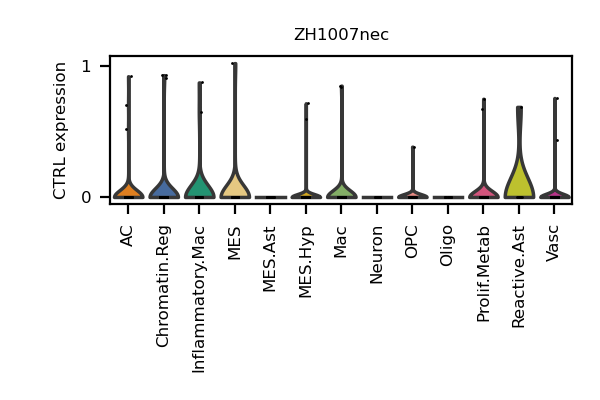 ZH1007nec
CTRL expression
1
0
AC
Chromatin.Reg
Inflammatory.Mac
MES
MES.Ast
MES.Hyp
Mac
Neuron
OPC
Oligo
Prolif.Metab
Reactive.Ast
Vasc